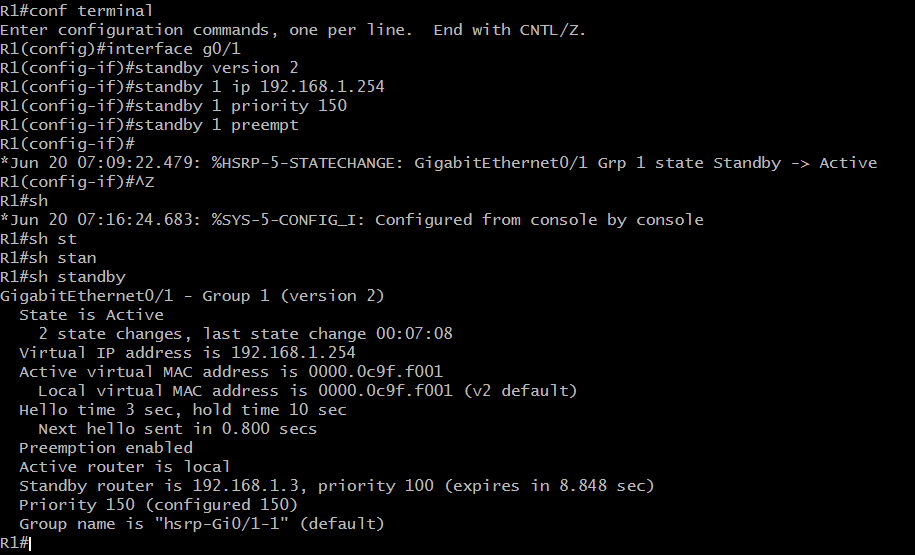 R1#conf terminal
Enter configuration commands, one per line.  End with CNTL/Z.
R1(config)#interface g0/1
R1(config-if)#standby version 2
R1(config-if)#standby 1 ip 192.168.1.254
R1(config-if)#standby 1 priority 150
R1(config-if)#standby 1 preempt
R1(config-if)#
*Jun 20 07:09:22.479: %HSRP-5-STATECHANGE: GigabitEthernet0/1 Grp 1 state Standby -> Active
R1(config-if)#^Z
R1#sh
*Jun 20 07:16:24.683: %SYS-5-CONFIG_I: Configured from console by console
R1#sh st
R1#sh stan
R1#sh standby
GigabitEthernet0/1 - Group 1 (version 2)
  State is Active
    2 state changes, last state change 00:07:08
  Virtual IP address is 192.168.1.254
  Active virtual MAC address is 0000.0c9f.f001
    Local virtual MAC address is 0000.0c9f.f001 (v2 default)
  Hello time 3 sec, hold time 10 sec
    Next hello sent in 0.800 secs
  Preemption enabled
  Active router is local
  Standby router is 192.168.1.3, priority 100 (expires in 8.848 sec)
  Priority 150 (configured 150)
  Group name is "hsrp-Gi0/1-1" (default)
R1#